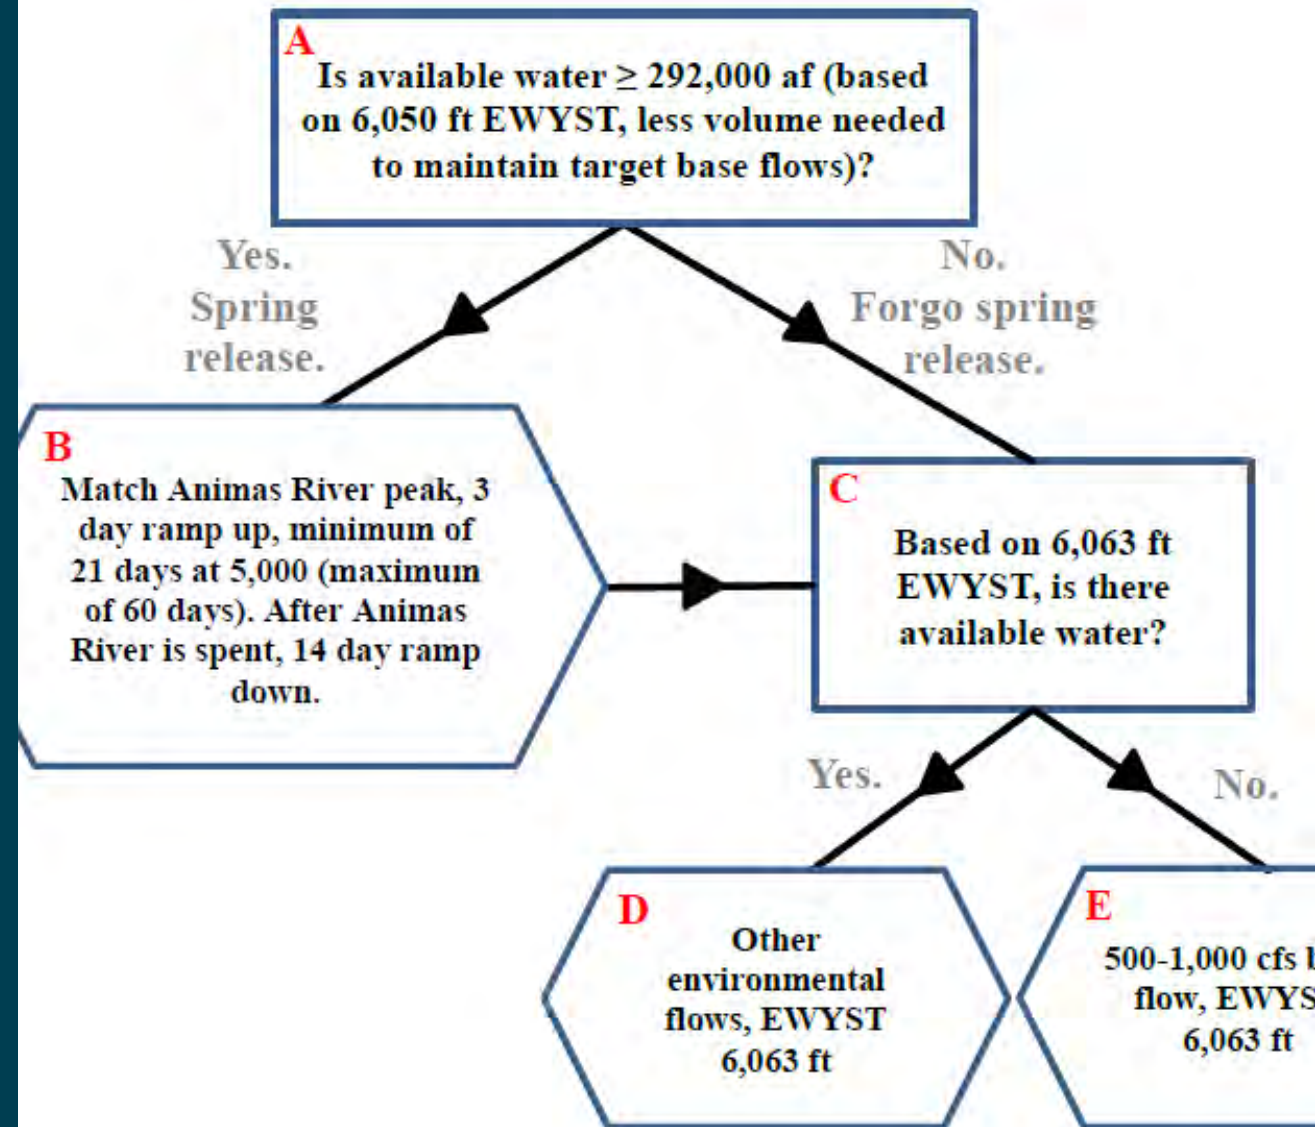 A
Is available water ≥ 292,000 af (based
on 6,050 ft EWYST, less volume needed
to maintain target base flows)?
Yes.
Spring
release.
No.
Forgo spring
release.
B
Match Animas River peak, 3
day ramp up, minimum of
21 days at 5,000 (maximum
of 60 days). After Animas
River is spent, 14 day ramp
down.
C
Based on 6,063 ft
EWYST, is there
available water?
Yes.
No.
D
Other
environmental
flows, EWYST
6,063 ft
E
500-1,000 cfs
flow,
6,063 ft